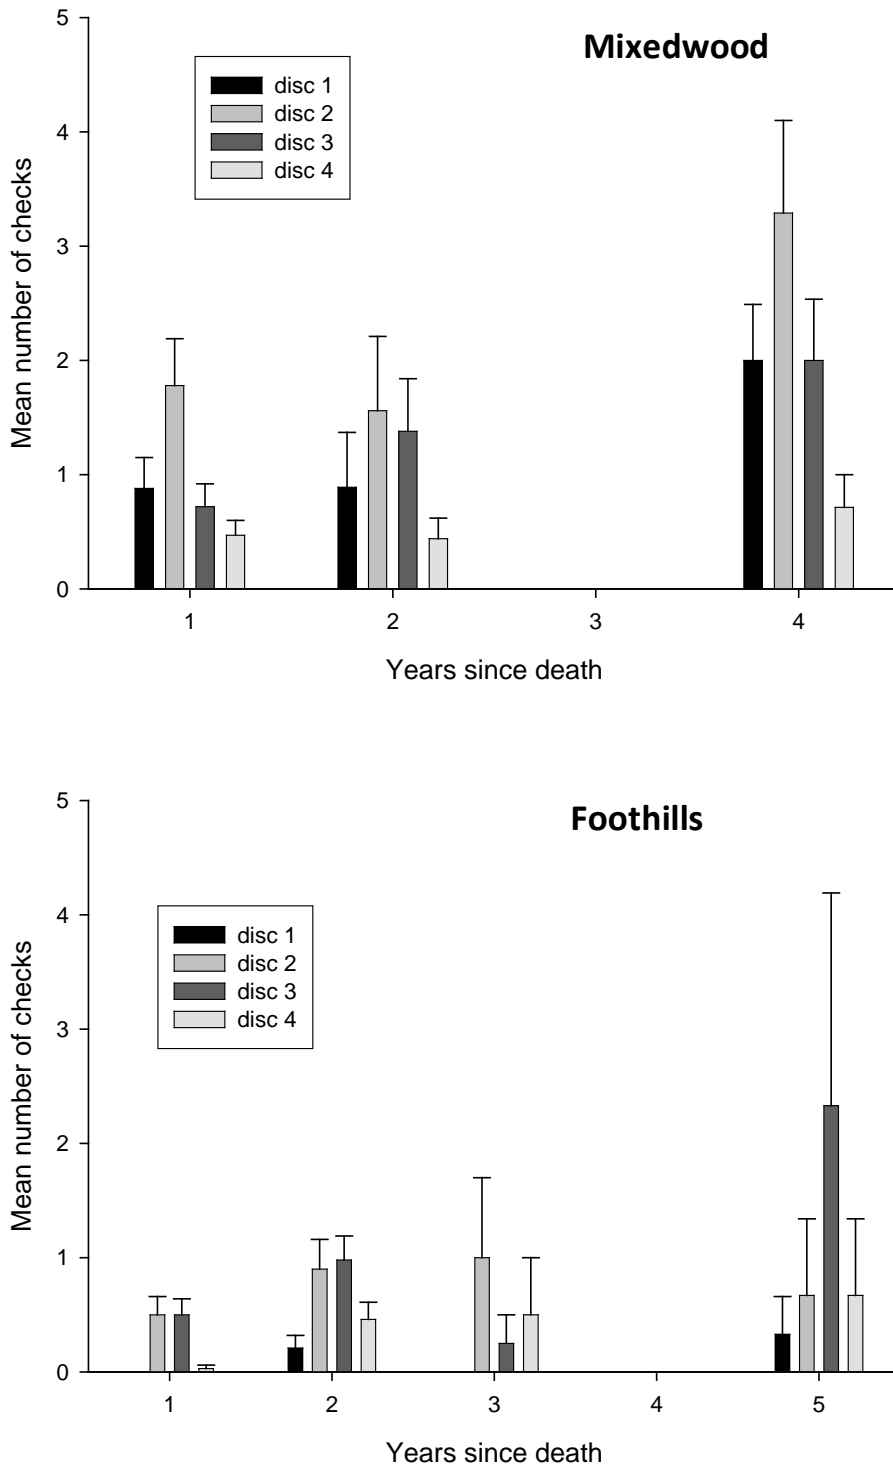 Mixedwood
5
4
3
2
1
0
Mean number of checks
disc 1
disc 2
disc 3
disc 4
1 2 3 4
Years since death
Foothills
5
4
3
2
1
0
Mean number of checks
disc 1
disc 2
disc 3
disc 4
1 2 3 4 5
Years since death